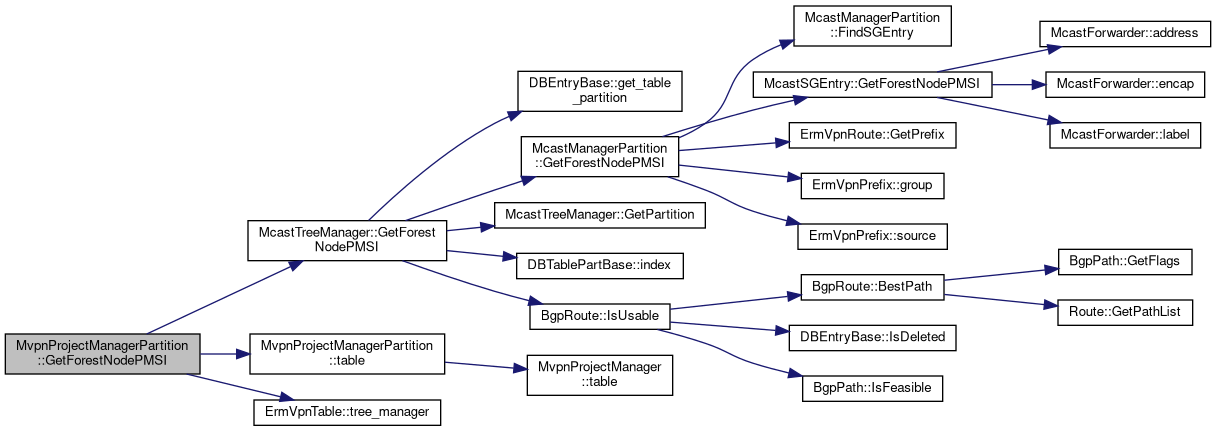 McastManagerPartition
::FindSGEntry
McastForwarder::address
DBEntryBase::get_table
_partition
McastSGEntry::GetForestNodePMSI
McastForwarder::encap
ErmVpnRoute::GetPrefix
McastForwarder::label
McastManagerPartition
::GetForestNodePMSI
ErmVpnPrefix::group
McastTreeManager::GetPartition
McastTreeManager::GetForest
NodePMSI
ErmVpnPrefix::source
DBTablePartBase::index
BgpPath::GetFlags
BgpRoute::BestPath
BgpRoute::IsUsable
Route::GetPathList
DBEntryBase::IsDeleted
MvpnProjectManagerPartition
::GetForestNodePMSI
MvpnProjectManagerPartition
::table
MvpnProjectManager
::table
BgpPath::IsFeasible
ErmVpnTable::tree_manager